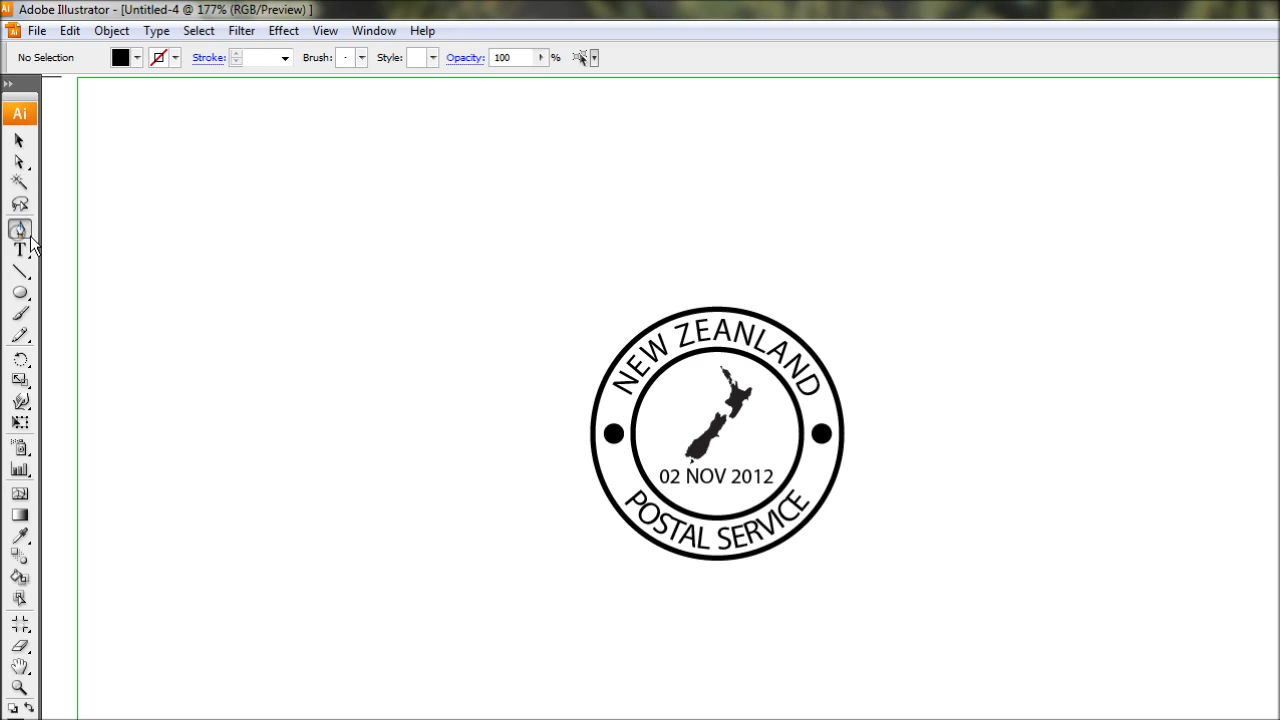 Adobe Illustrator - [Untitled-4 @ 177% (RGB/Preview) ]
File Edit Object Type Select Filter Effect View Window Help
No Selection Stroke: Brush: Style: Opacity: 100 %
Ai
T
NEW ZEANLAND
02 NOV 2012
POSTAL SERVICE